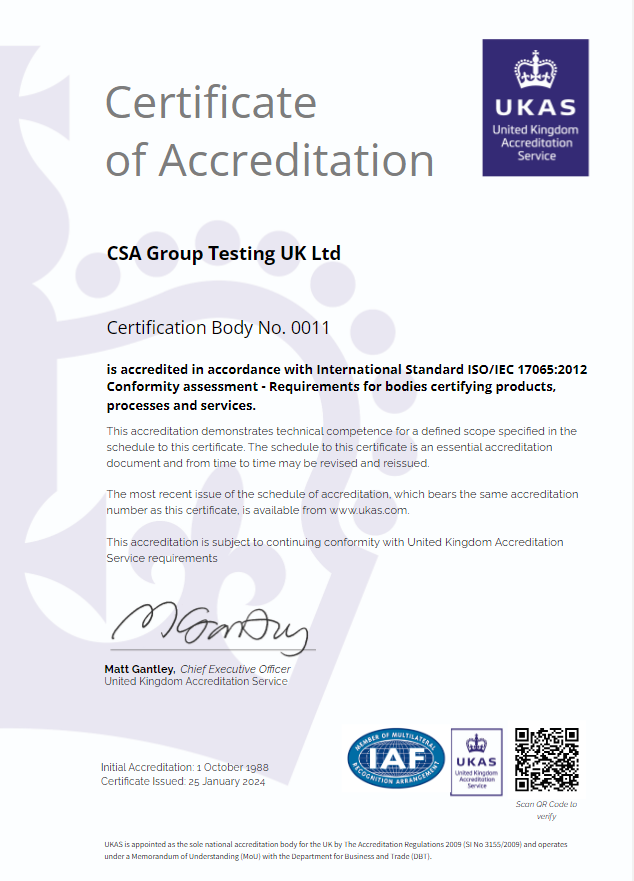 UKAS
United Kingdom
Accreditation
Service
Certificate
of Accreditation
CSA Group Testing UK Ltd
Certification Body No. 0011
is accredited in accordance with International Standard ISO/IEC 17065:2012
Conformity assessment - Requirements for bodies certifying products,
processes and services.
This accreditation demonstrates technical competence for a defined scope specified in the
schedule to this certificate. The schedule to this certificate is an essential accreditation
document and from time to time may be revised and reissued.
The most recent issue of the schedule of accreditation, which bears the same accreditation
number as this certificate, is available from www.ukas.com.
This accreditation is subject to continuing conformity with United Kingdom Accreditation
Service requirements
M Gantley
Matt Gantley, Chief Executive Officer
United Kingdom Accreditation Service
Initial Accreditation: 1 October 1988
Certificate Issued: 25 January 2024
MEMBER OF MULTILATERAL
IAF
RECOGNITION ARRANGEMENT
UKAS
United Kingdom
Accreditation
Service
Scan QR Code to
verify
UKAS is appointed as the sole national accreditation body for the UK by The Accreditation Regulations 2009 (SI No 3155/2009) and operates
under a Memorandum of Understanding (MoU) with the Department for Business and Trade (DBT).